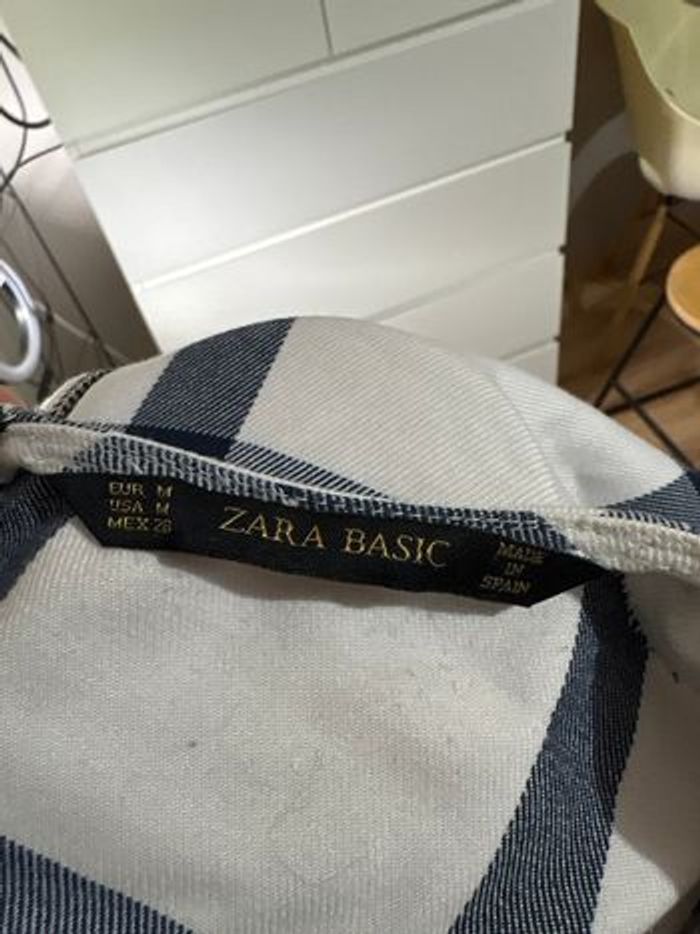 EUR M
USA M
MEX 28
ZARA BASIC
MADE
IN
SPAIN